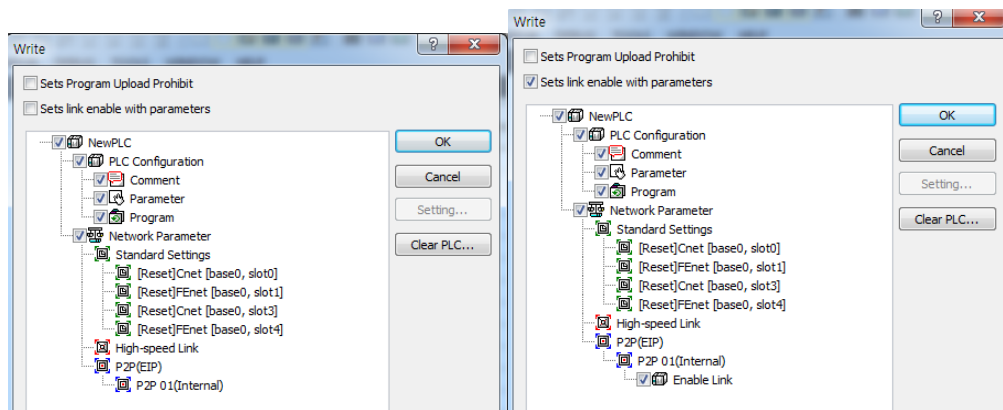 Write
Sets Program Upload Prohibit
Sets link enable with parameters
NewPLC
PLC Configuration
Comment
Parameter
Program
Network Parameter
Standard Settings
[Reset]Cnet [base0, slot0]
[Reset]FEnet [base0, slot1]
[Reset]Cnet [base0, slot3]
[Reset]FEnet [base0, slot4]
High-speed Link
P2P(EIP)
P2P 01(Internal)
OK
Cancel
Setting...
Clear PLC...
Write
Sets Program Upload Prohibit
Sets link enable with parameters
NewPLC
PLC Configuration
Comment
Parameter
Program
Network Parameter
Standard Settings
[Reset]Cnet [base0, slot0]
[Reset]FEnet [base0, slot1]
[Reset]Cnet [base0, slot3]
[Reset]FEnet [base0, slot4]
High-speed Link
P2P(EIP)
P2P 01(Internal)
Enable Link
OK
Cancel
Setting...
Clear PLC...